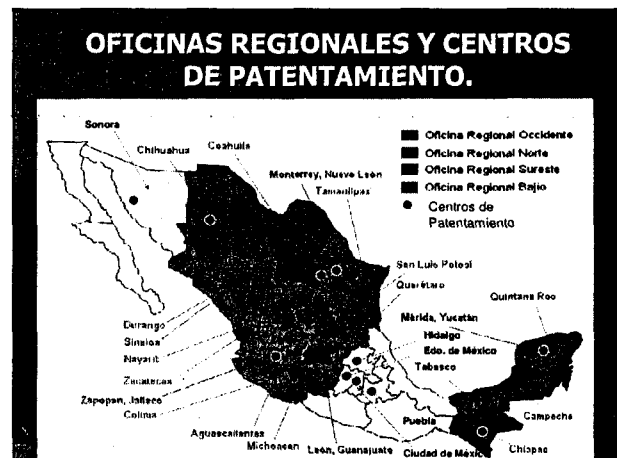 OFICINAS REGIONALES Y CENTROS
DE PATENTAMIENTO.
Sonora
Chihuahua
Coahuila
Monterrey, Nuevo León
Tamaulipas
Oficina Regional Occidente
Oficina Regional Norte
Oficina Regional Sureste
Oficina Regional Bajío
Centros de
Patentamiento
San Luis Potosí
Querétaro
Quintana Roo
Mérida, Yucatán
Hidalgo
Edo. de México
Tabasco
Durango
Sinaloa
Nayarit
Zacatecas
Zapopan, Jalisco
Colima
Aguascalientes
Michoacan
León, Guanajuato
Puebla
Ciudad de México
Campeche
Chiapas